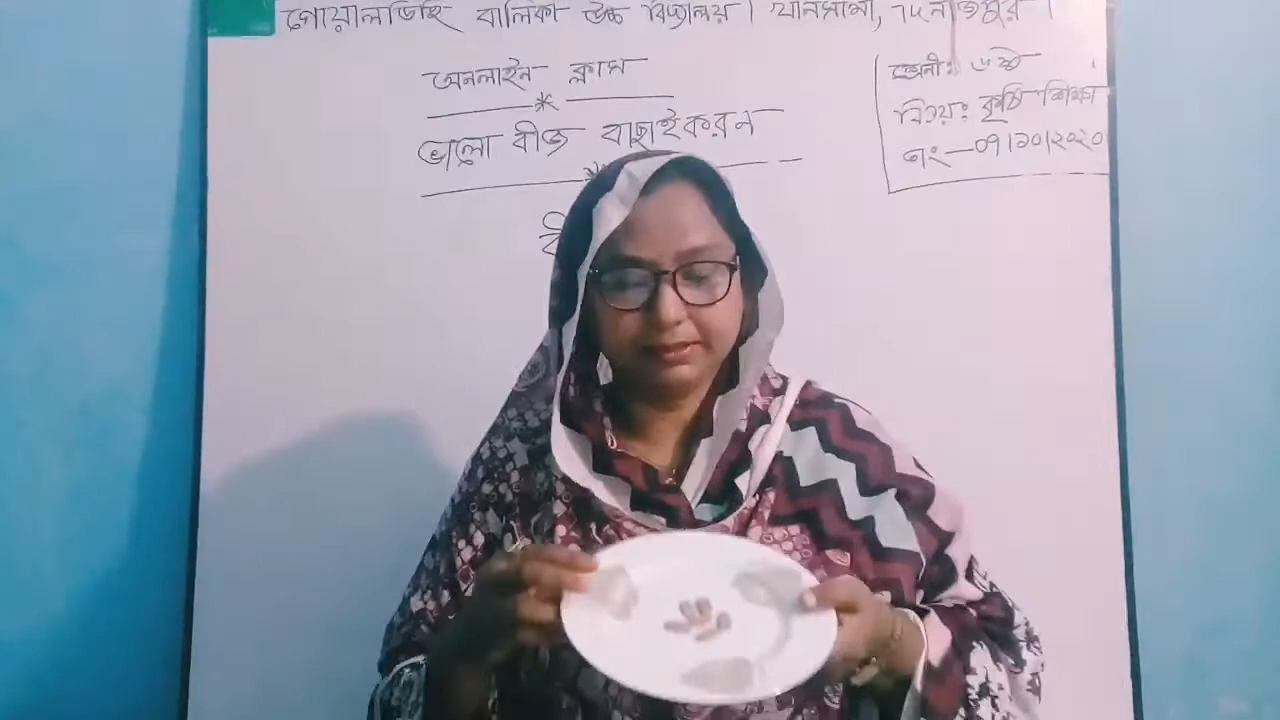 গোয়ালডিহি বালিকা উচ্চ বিদ্যালয়। খানসামা, দিনাজপুর।
অনলাইন ক্লাস
ভালো বীজ বাছাইকরন
শ্রেনীঃ ৬ষ্ঠ
বিষয়ঃ কৃষি শিক্ষা
তাং—০৭/১০/২০২০
বী